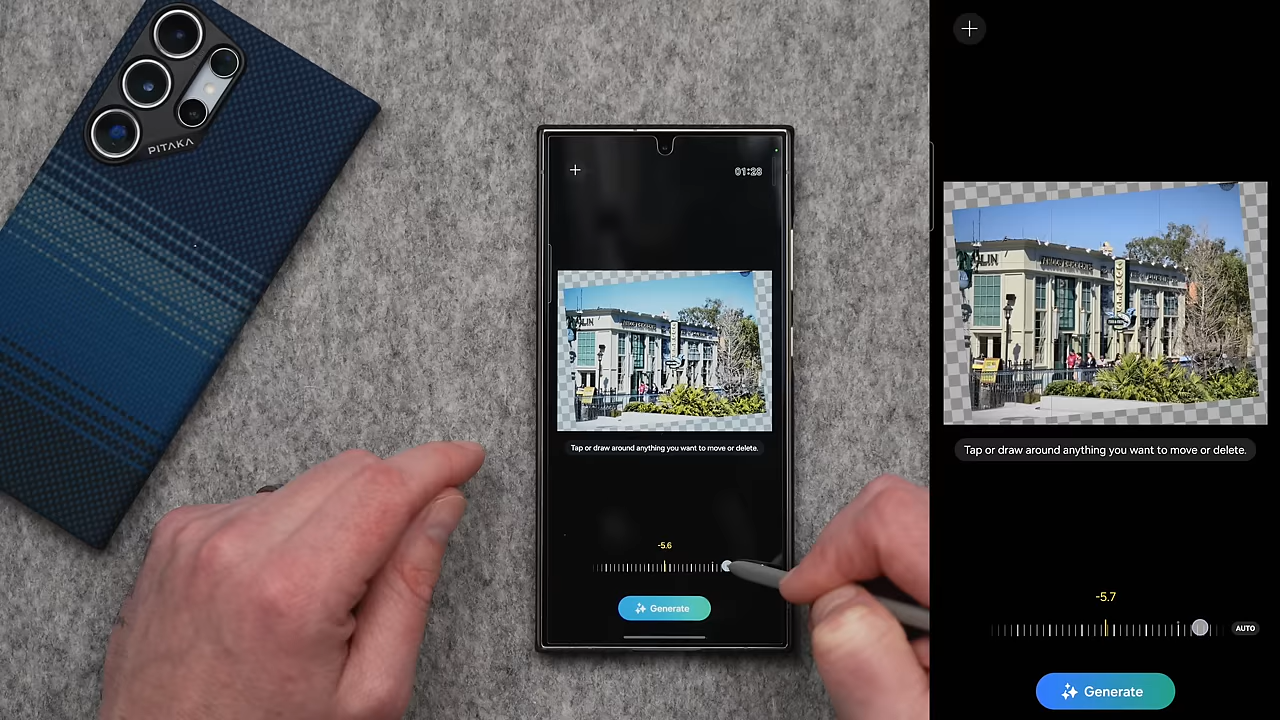 PITAKA
01:28
Tap or draw around anything you want to move or delete.
-5.6
Generate
Tap or draw around anything you want to move or delete.
-5.7
AUTO
Generate